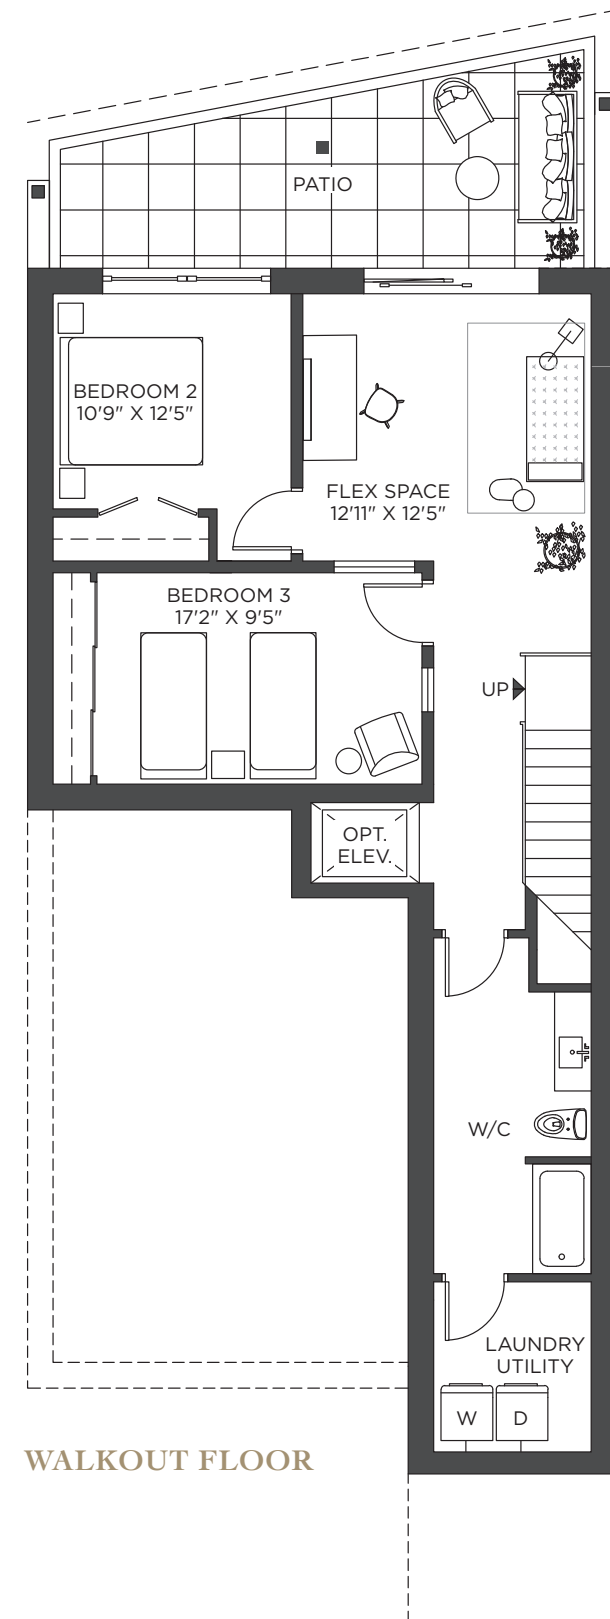 PATIO
BEDROOM 2
10'9" X 12'5"
FLEX SPACE
12'11" X 12'5"
BEDROOM 3
17'2" X 9'5"
UP
OPT.
ELEV.
W/C
LAUNDRY
UTILITY
W
D
WALKOUT FLOOR